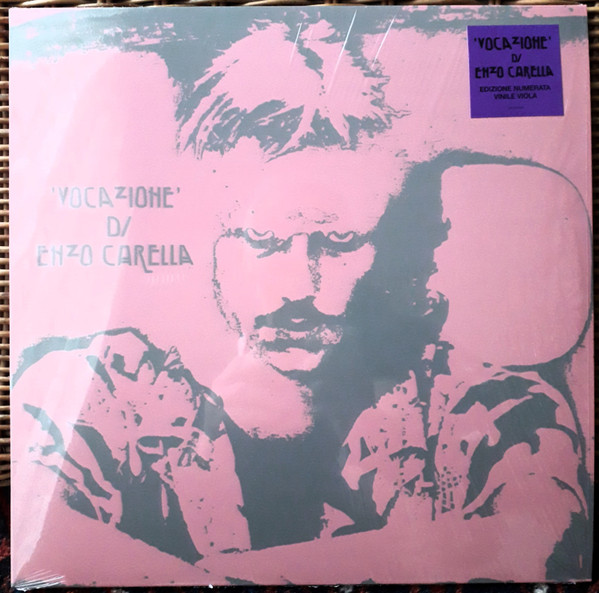 'VOCAZIONE'
DI
ENZO CARELLA
'VOCAZIONE'
DI
ENZO CARELLA
EDIZIONE NUMERATA
VINILE VIOLA